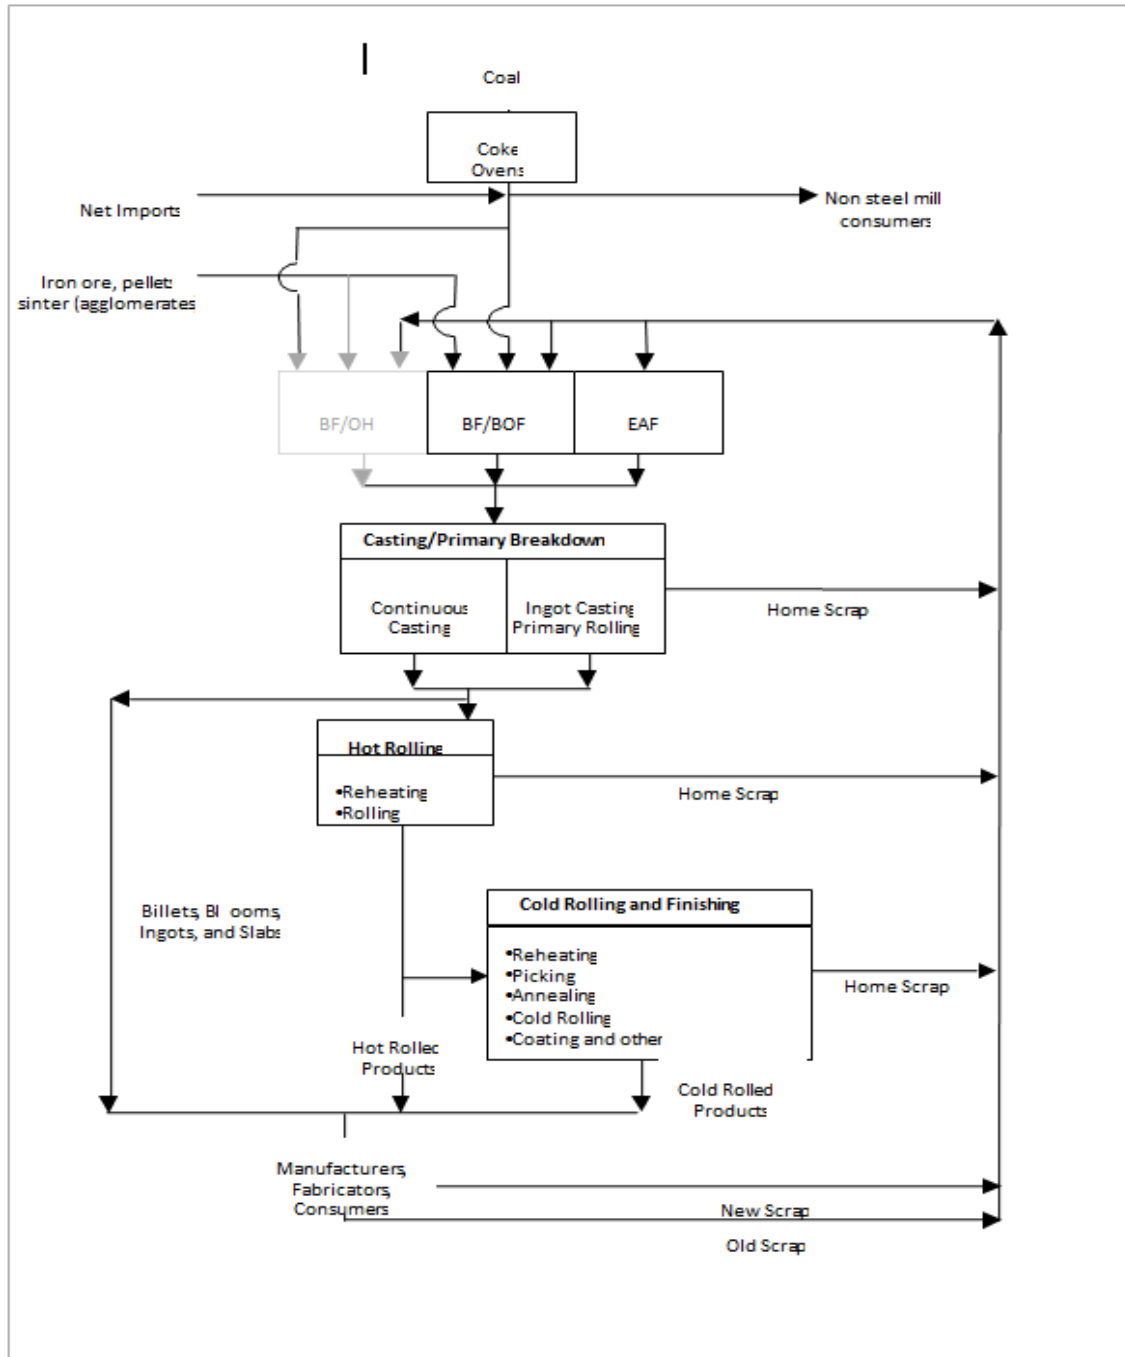 Coal
Coke
Ovens
Net Imports
Non steel mill
consumers
Iron ore, pellets
sinter (agglomerates
BF/OH
BF/BOF
EAF
Casting/Primary Breakdown
Continuous
Casting
Ingot Casting
Primary Rolling
Home Scrap
Hot Rolling
•Reheating
•Rolling
Home Scrap
Billets, Bl ooms,
Ingots, and Slabs
Cold Rolling and Finishing
•Reheating
•Picking
•Annealing
•Cold Rolling
•Coating and other
Home Scrap
Hot Rolled
Products
Cold Rolled
Products
Manufacturers,
Fabricators,
Consumers
New Scrap
Old Scrap